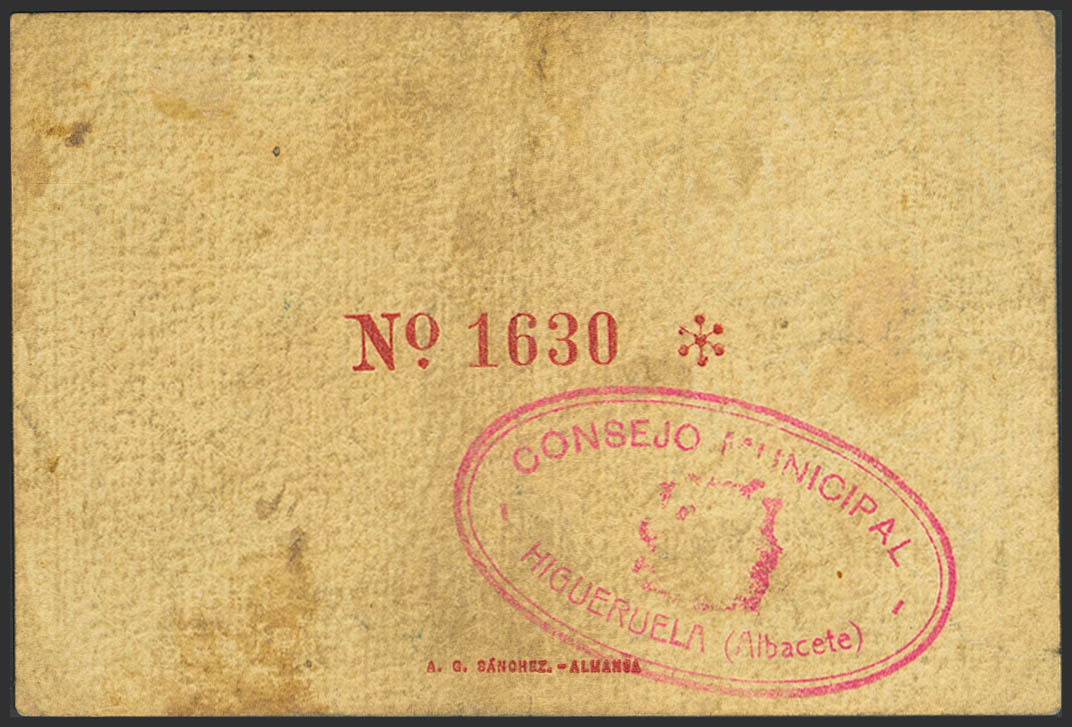 Nº 1630
CONSEJO MUNICIPAL
HIGUERUELA (Albacete)
A. G. SÁNCHEZ.-ALMANSA